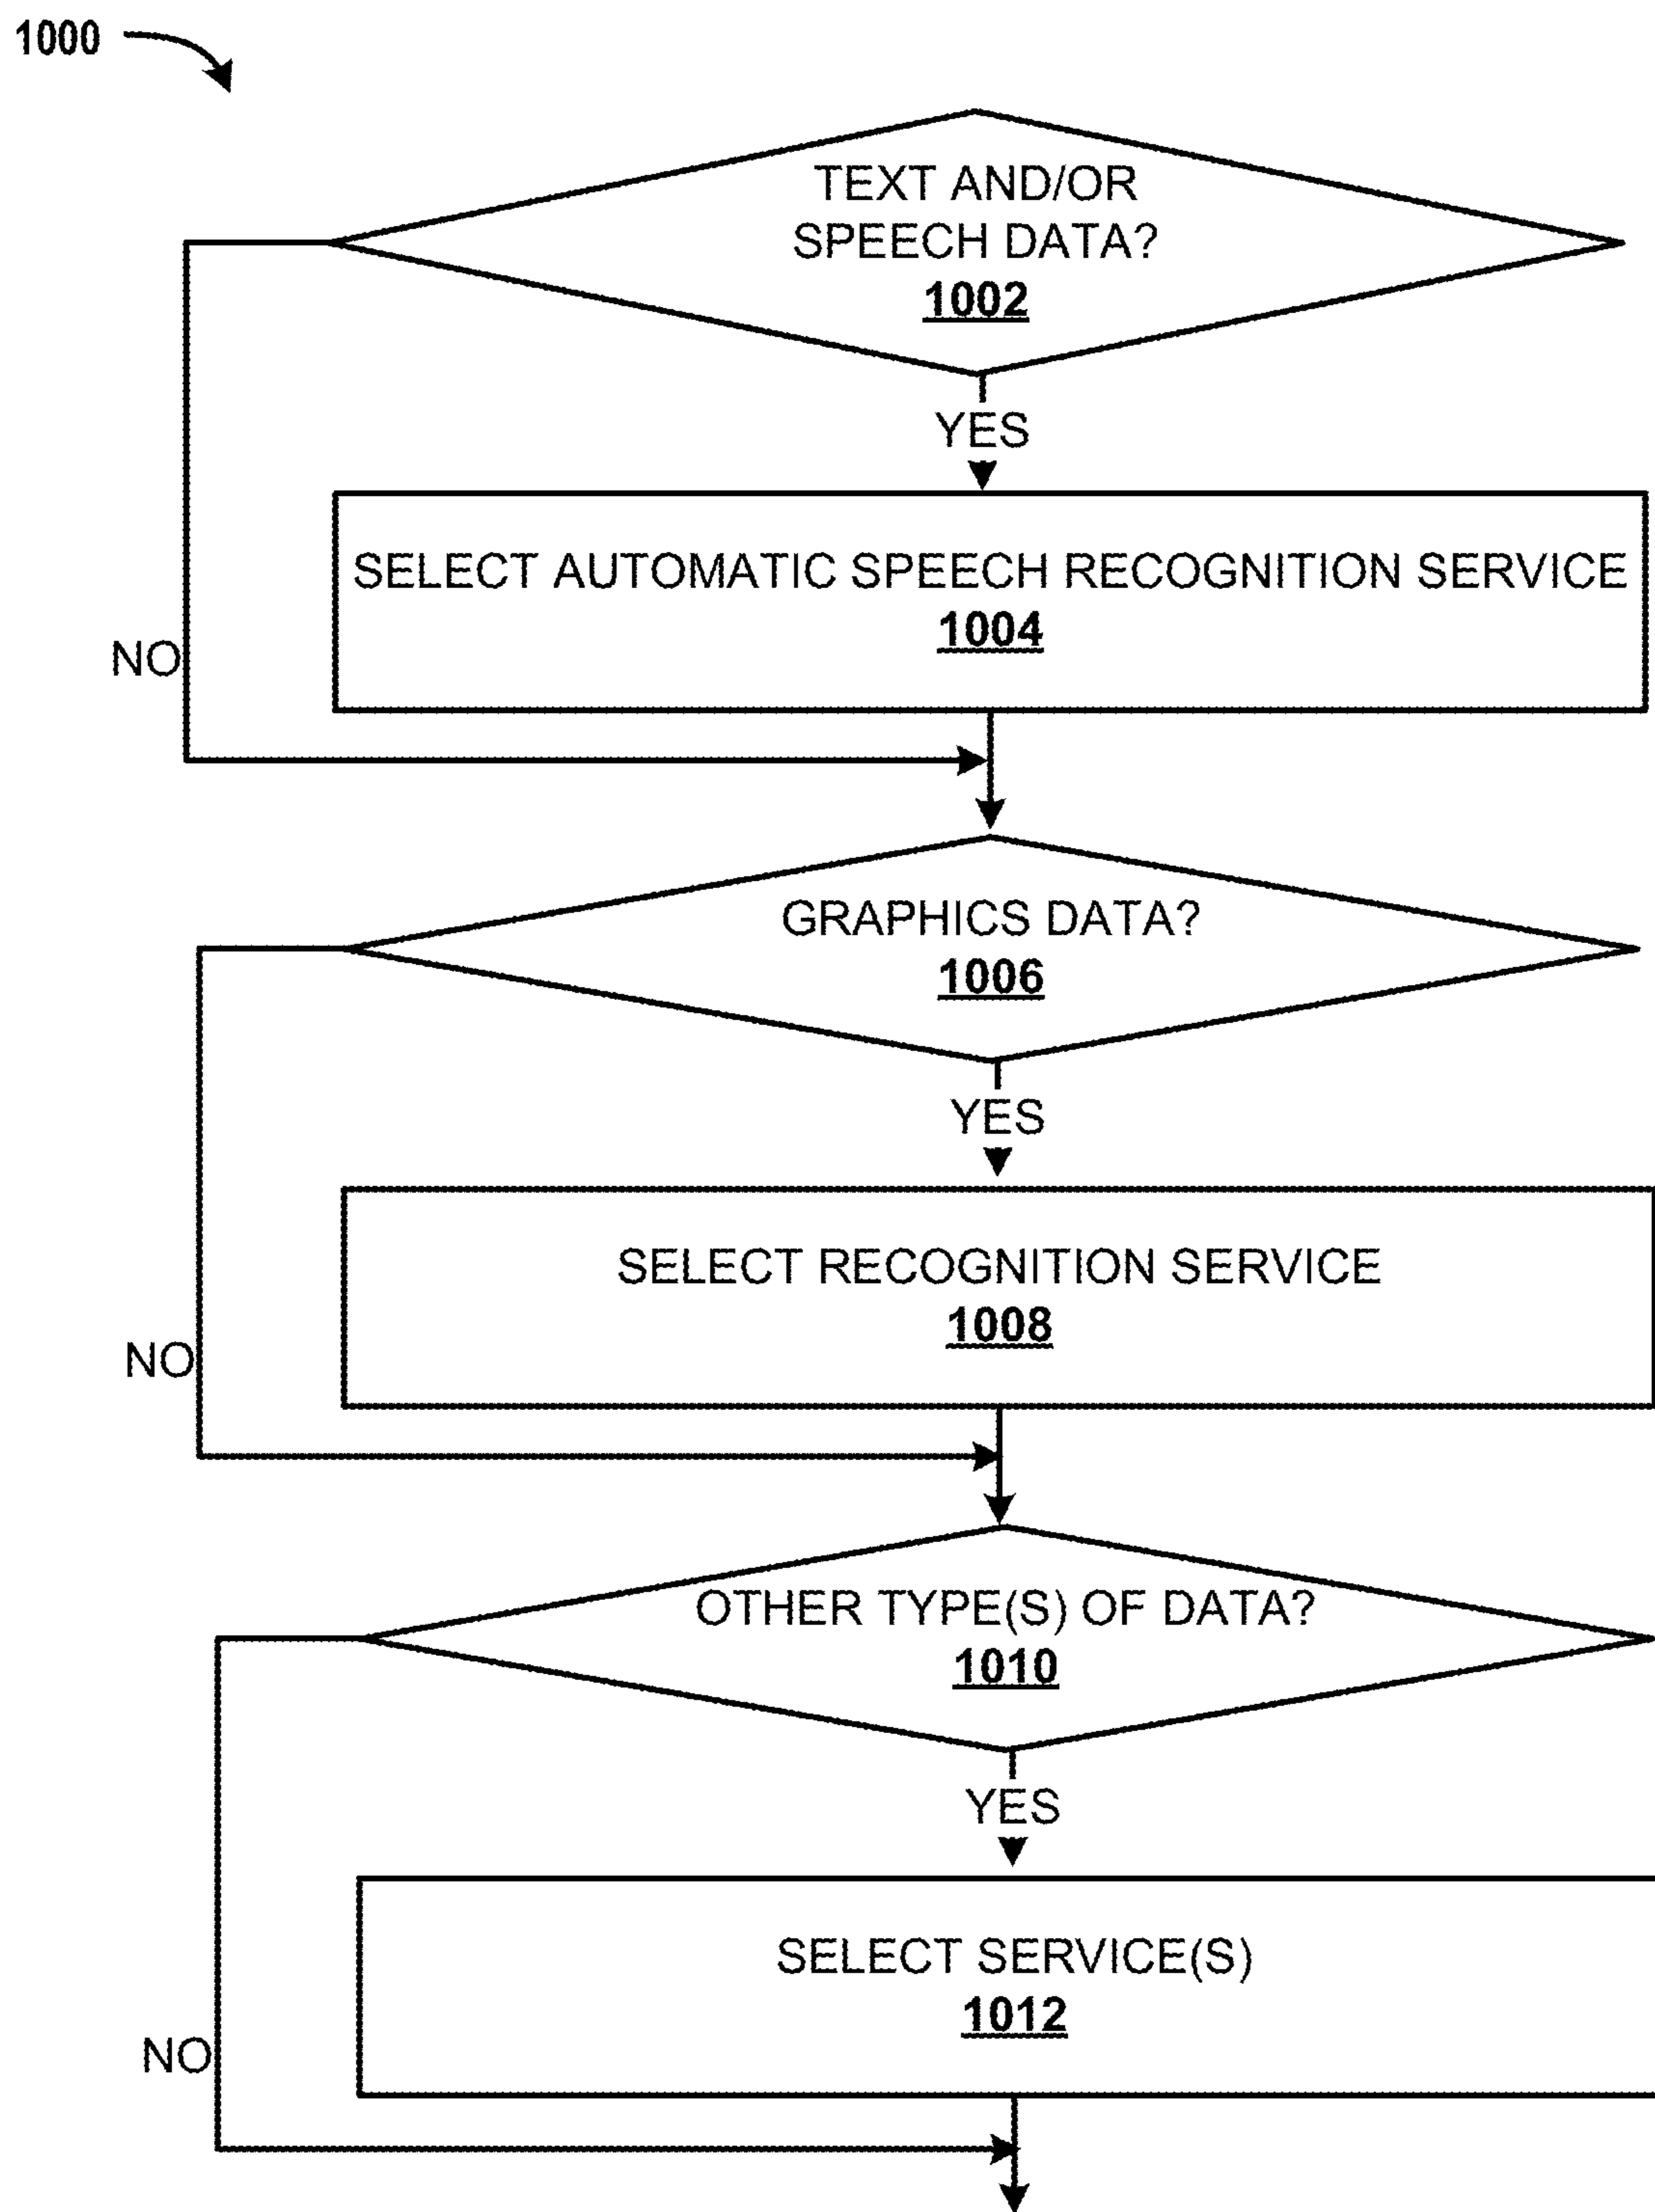 1000
TEXT AND/OR
SPEECH DATA?
1002
YES
SELECT AUTOMATIC SPEECH RECOGNITION SERVICE
1004
NO
GRAPHICS DATA?
1006
YES
SELECT RECOGNITION SERVICE
1008
NO
OTHER TYPE(S) OF DATA?
1010
YES
SELECT SERVICE(S)
1012
NO